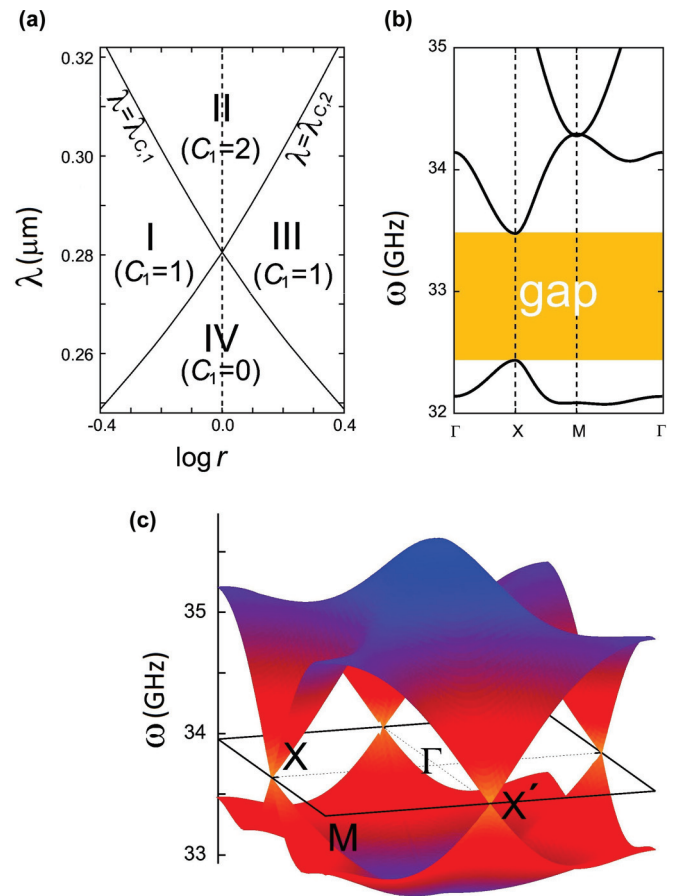 (a)
0.32
0.30
0.28
0.26
λ(μm)
λ=λC,1
λ=λC,2
II
(C1=2)
I
(C1=1)
III
(C1=1)
IV
(C1=0)
-0.4
0.0
0.4
log r
(b)
35
34
33
32
ω(GHz)
gap
Γ
X
M
Γ
(c)
35
34
33
ω(GHz)
X
Γ
X′
M